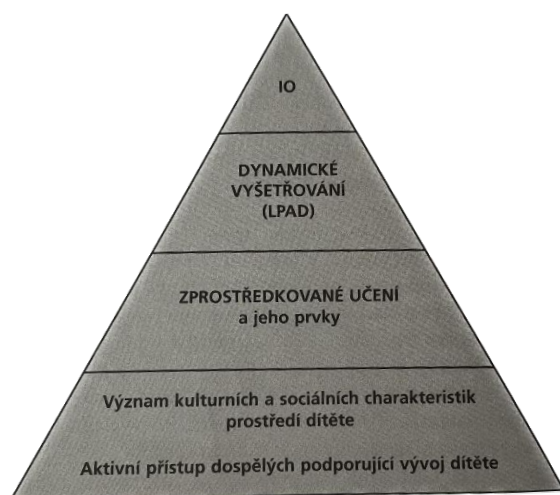 IO
DYNAMICKÉ
VYŠETŘOVÁNÍ
(LPAD)
ZPROSTŘEDKOVANÉ UČENÍ
a jeho prvky
Význam kulturních a sociálních charakteristik
prostředí dítěte
Aktivní přístup dospělých podporující vývoj dítěte